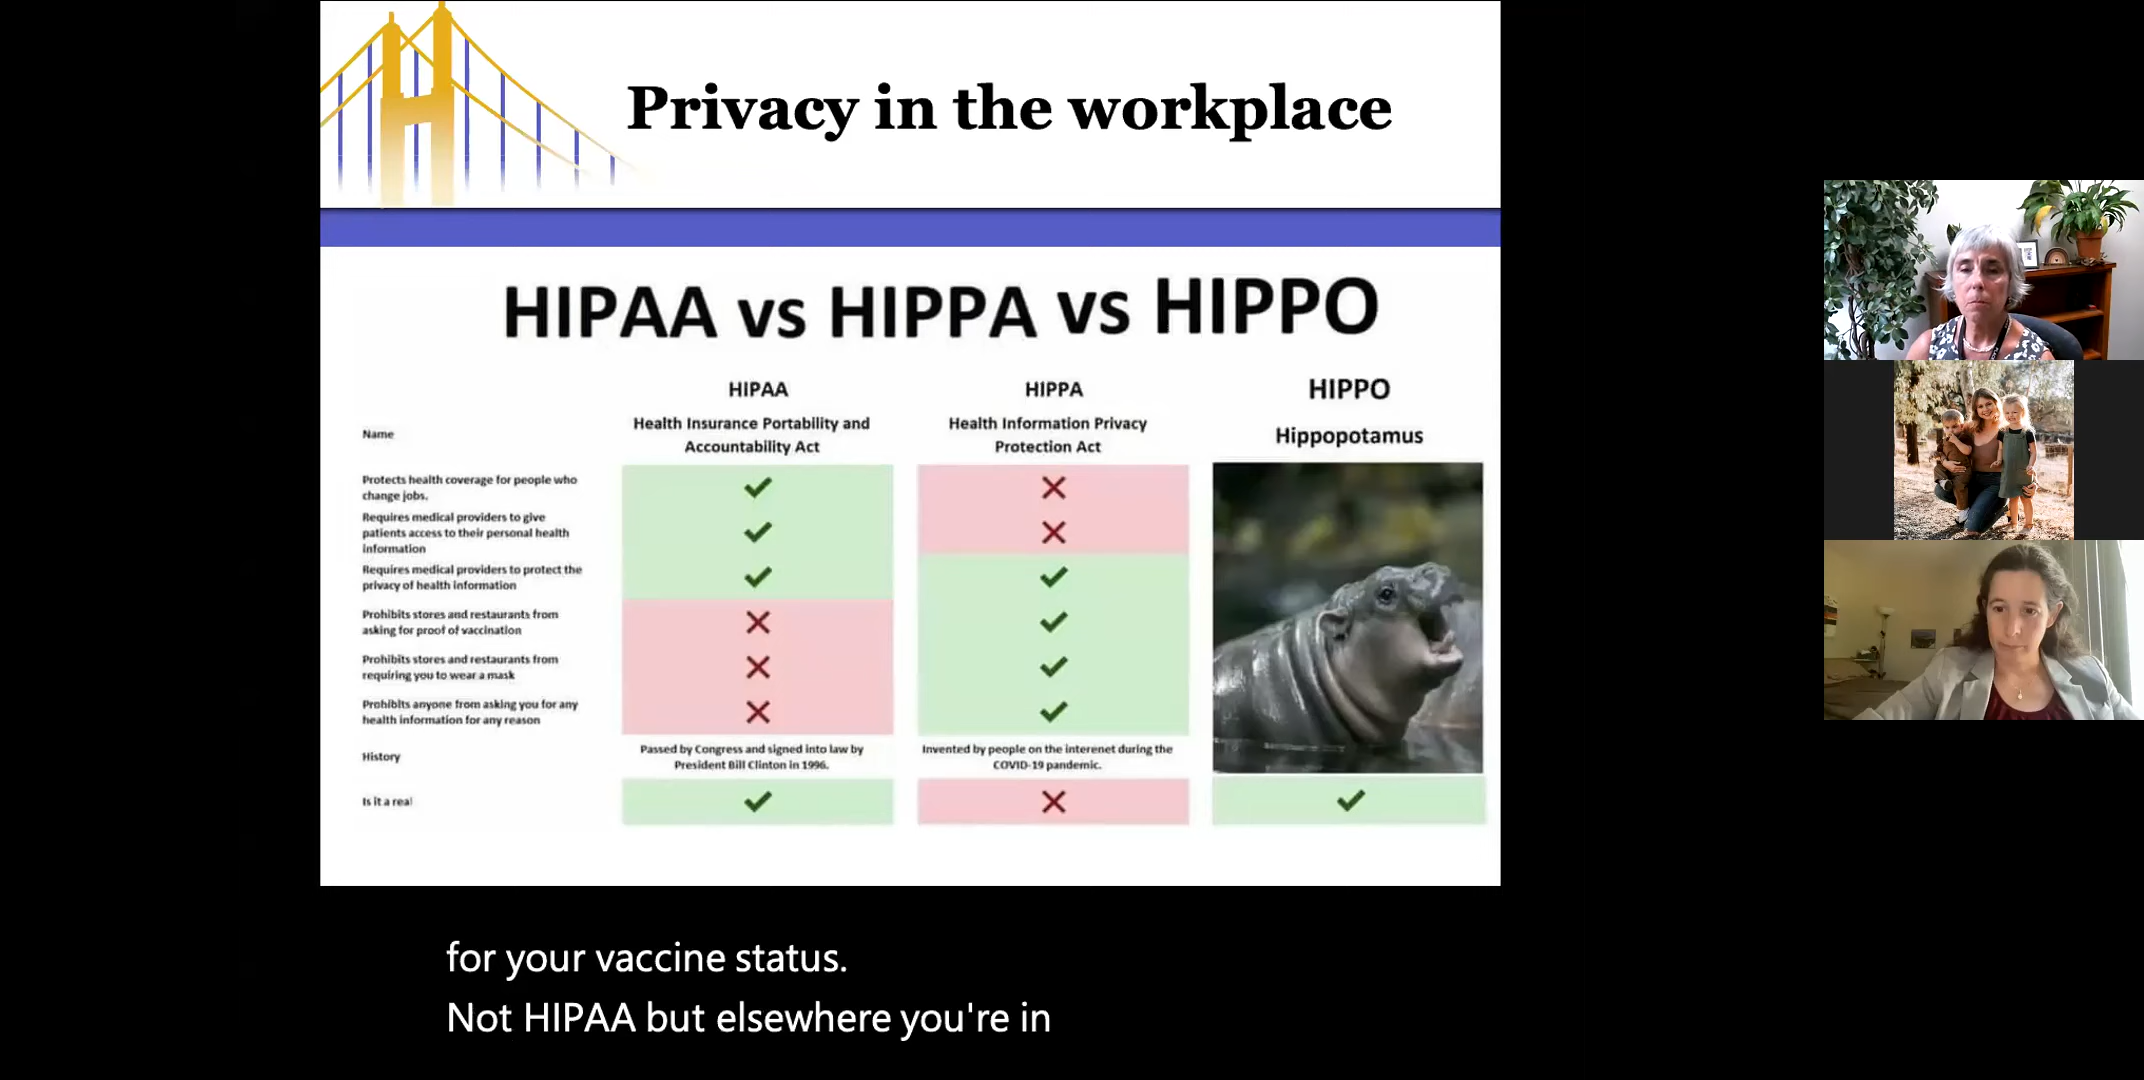 Privacy in the workplace
HIPAA vs HIPPA vs HIPPO
HIPAA
HIPPA
HIPPO
Name
Health Insurance Portability and
Accountability Act
Health Information Privacy
Protection Act
Hippopotamus
Protects health coverage for people who
change jobs.
Requires medical providers to give
patients access to their personal health
information
Requires medical providers to protect the
privacy of health information
Prohibits stores and restaurants from
asking for proof of vaccination
Prohibits stores and restaurants from
requiring you to wear a mask
Prohibits anyone from asking you for any
health information for any reason
History
Passed by Congress and signed into law by
President Bill Clinton in 1996.
Invented by people on the interenet during the
COVID-19 pandemic.
Is it a real
for your vaccine status.
Not HIPAA but elsewhere you're in